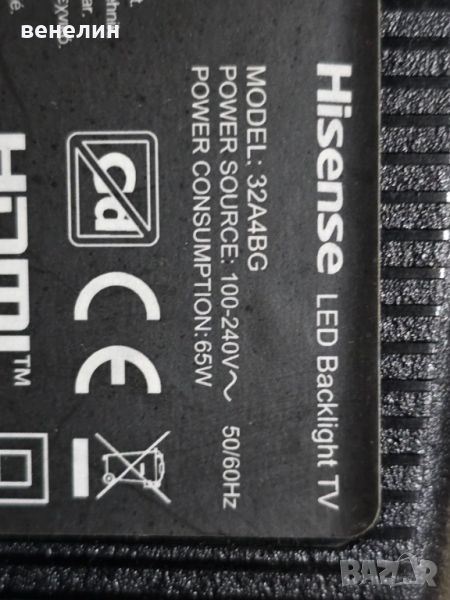 венелин
Hisense LED Backlight TV
MODEL: 32A4BG
POWER SOURCE: 100-240V~ 50/60Hz
POWER CONSUMPTION: 65W
Cd
CE
HDMI™
BAZAR